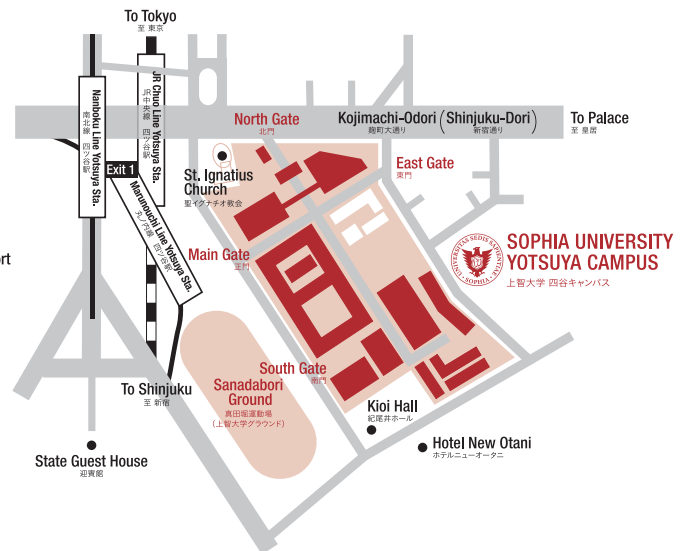 To Tokyo
至 東京
Nanboku Line Yotsuya Sta.
南北線 四ツ谷駅
JR Chuo Line Yotsuya Sta.
JR中央線 四ツ谷駅
North Gate
北門
Kojimachi-Odori (Shinjuku-Dori)
麹町大通り 新宿通り
To Palace
至 皇居
Exit 1
Marunouchi Line Yotsuya Sta.
丸ノ内線 四ツ谷駅
St. Ignatius
Church
聖イグナチオ教会
East Gate
東門
Main Gate
正門
ort
UNIVERSITAS SEDIS SAPIENTIAE
SOPHIA
SOPHIA UNIVERSITY
YOTSUYA CAMPUS
上智大学 四谷キャンパス
South Gate
南門
Sanadabori
Ground
真田堀運動場
(上智大学グラウンド)
To Shinjuku
至 新宿
Kioi Hall
紀尾井ホール
Hotel New Otani
ホテルニューオータニ
State Guest House
迎賓館